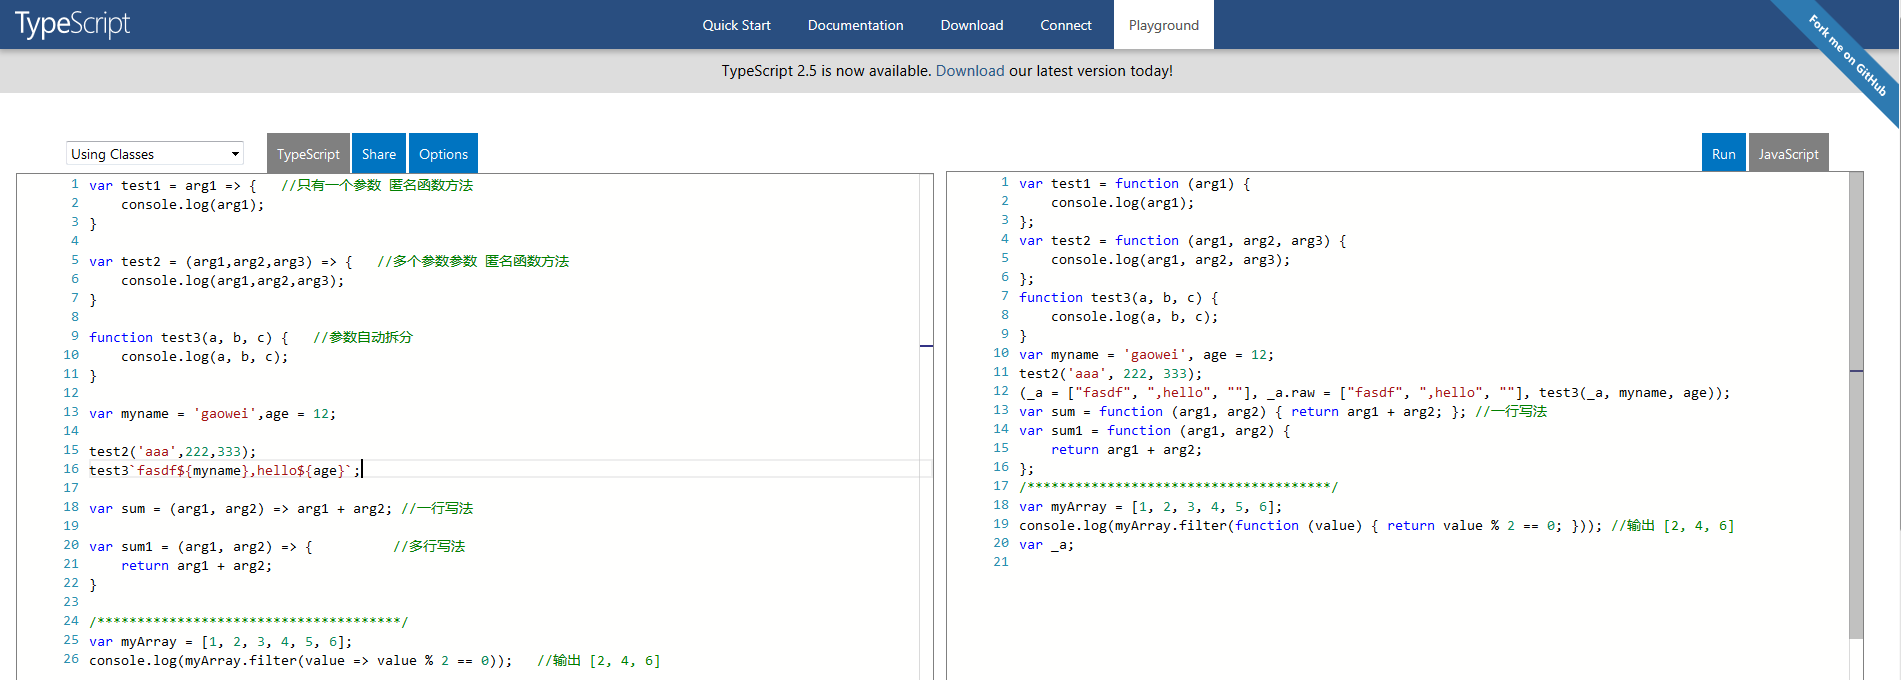 TypeScript
Quick Start Documentation Download Connect Playground
Fork me on GitHub
TypeScript 2.5 is now available. Download our latest version today!
Using Classes TypeScript Share Options
1 var test1 = arg1 => { //只有一个参数 匿名函数方法
2 console.log(arg1);
3 }
4
5 var test2 = (arg1,arg2,arg3) => { //多个参数参数 匿名函数方法
6 console.log(arg1,arg2,arg3);
7 }
8
9 function test3(a, b, c) { //参数自动拆分
10 console.log(a, b, c);
11 }
12
13 var myname = 'gaowei',age = 12;
14
15 test2('aaa',222,333);
16 test3`fasdf${myname},hello${age}`;
17
18 var sum = (arg1, arg2) => arg1 + arg2; //一行写法
19
20 var sum1 = (arg1, arg2) => { //多行写法
21 return arg1 + arg2;
22 }
23
24 /**************************************/
25 var myArray = [1, 2, 3, 4, 5, 6];
26 console.log(myArray.filter(value => value % 2 == 0)); //输出 [2, 4, 6]
Run JavaScript
1 var test1 = function (arg1) {
2 console.log(arg1);
3 };
4 var test2 = function (arg1, arg2, arg3) {
5 console.log(arg1, arg2, arg3);
6 };
7 function test3(a, b, c) {
8 console.log(a, b, c);
9 }
10 var myname = 'gaowei', age = 12;
11 test2('aaa', 222, 333);
12 (_a = ["fasdf", ",hello", ""], _a.raw = ["fasdf", ",hello", ""], test3(_a, myname, age));
13 var sum = function (arg1, arg2) { return arg1 + arg2; }; //一行写法
14 var sum1 = function (arg1, arg2) {
15 return arg1 + arg2;
16 };
17 /**************************************/
18 var myArray = [1, 2, 3, 4, 5, 6];
19 console.log(myArray.filter(function (value) { return value % 2 == 0; })); //输出 [2, 4, 6]
20 var _a;
21